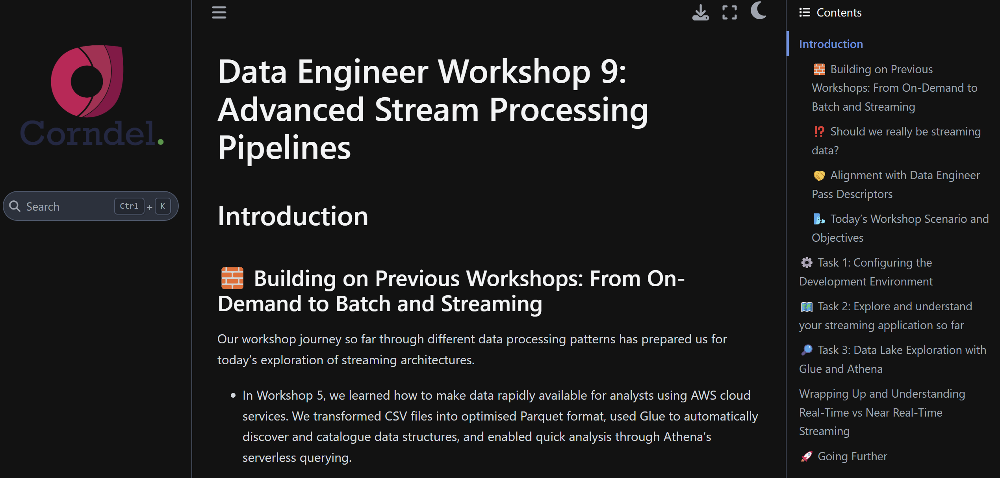 Corndel.
Search Ctrl + K
Data Engineer Workshop 9:
Advanced Stream Processing
Pipelines
Introduction
🧱 Building on Previous Workshops: From On-
Demand to Batch and Streaming
Our workshop journey so far through different data processing patterns has prepared us for
today’s exploration of streaming architectures.
• In Workshop 5, we learned how to make data rapidly available for analysts using AWS cloud
services. We transformed CSV files into optimised Parquet format, used Glue to automatically
discover and catalogue data structures, and enabled quick analysis through Athena’s
serverless querying.
Contents
Introduction
🧱 Building on Previous
Workshops: From On-Demand to
Batch and Streaming
⁉️ Should we really be streaming
data?
🤝 Alignment with Data Engineer
Pass Descriptors
🌬️ Today’s Workshop Scenario and
Objectives
⚙️ Task 1: Configuring the
Development Environment
🗺️ Task 2: Explore and understand
your streaming application so far
🔎 Task 3: Data Lake Exploration with
Glue and Athena
Wrapping Up and Understanding
Real-Time vs Near Real-Time
Streaming
🚀 Going Further